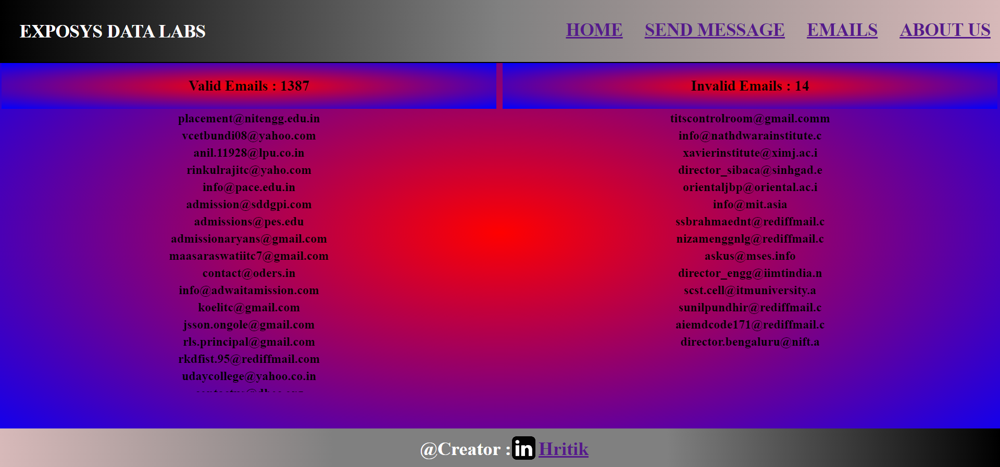 EXPOSYS DATA LABS
HOME SEND MESSAGE EMAILS ABOUT US
Valid Emails : 1387
placement@nitengg.edu.in
vcetbundi08@yahoo.com
anil.11928@lpu.co.in
rinkulrajitc@yaho.com
info@pace.edu.in
admission@sddgpi.com
admissions@pes.edu
admissionaryans@gmail.com
maasaraswatiitc7@gmail.com
contact@oders.in
info@adwaitamission.com
koelitc@gmail.com
jsson.ongole@gmail.com
rls.principal@gmail.com
rkdfist.95@rediffmail.com
udaycollege@yahoo.co.in
Invalid Emails : 14
titscontrolroom@gmail.comm
info@nathdwarainstitute.c
xavierinstitute@ximj.ac.i
director_sibaca@sinhgad.e
orientaljbp@oriental.ac.i
info@mit.asia
ssbrahmaednt@rediffmail.c
nizamenggnlg@rediffmail.c
askus@mses.info
director_engg@iimtindia.n
scst.cell@itmuniversity.a
sunilpundhir@rediffmail.c
aiemdcode171@rediffmail.c
director.bengaluru@nift.a
@Creator : in Hritik